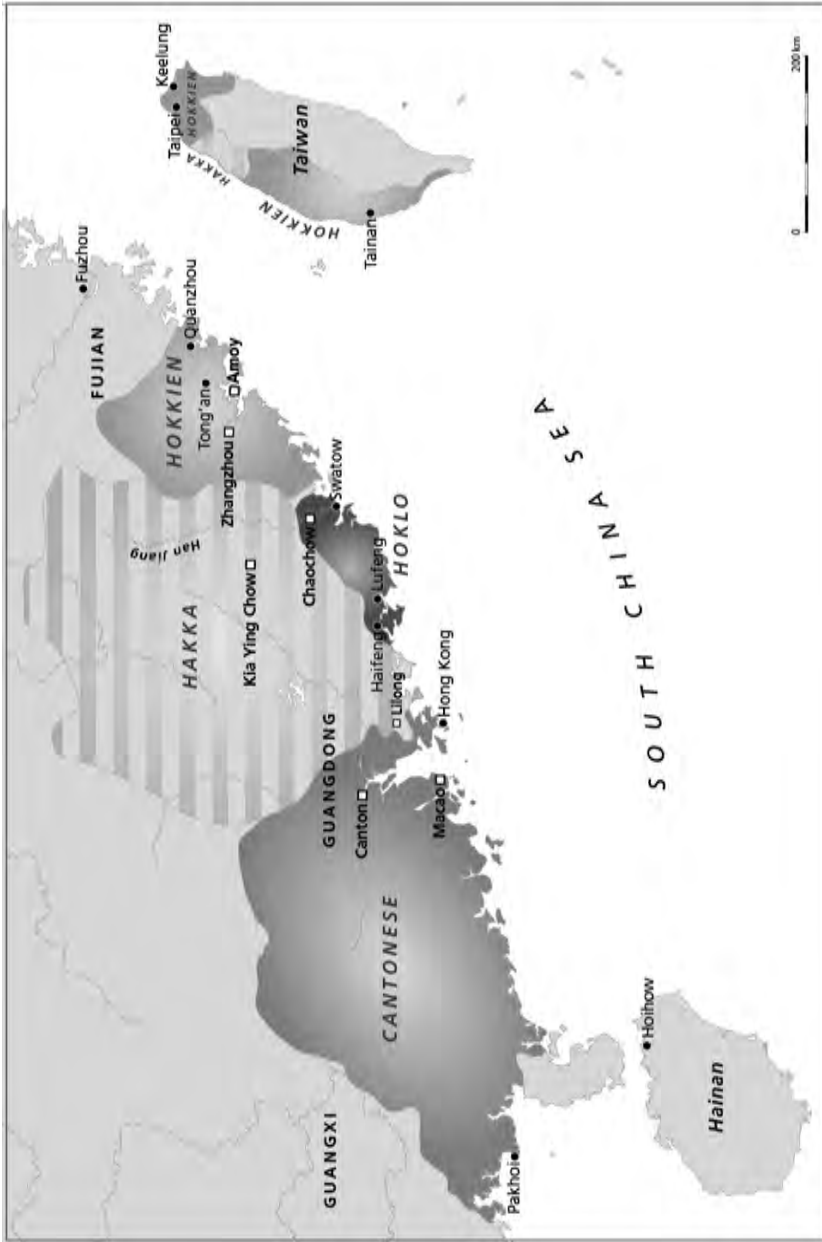 FUJIAN
Fuzhou
HOKKIEN
Quanzhou
Tong'an
Amoy
Zhangzhou
Keelung
Taipei
HOKKIEN
HAKKA
HOKKIEN
Taiwan
Tainan
HAKKA
Han Jiang
Kia Ying Chow
Chaochow
Swatow
HOKLO
Lufeng
Haifeng
Lilong
Hong Kong
GUANGDONG
Canton
Macao
CANTONESE
GUANGXI
Pakhoi
Hoihow
Hainan
SOUTH CHINA SEA
0
200 km